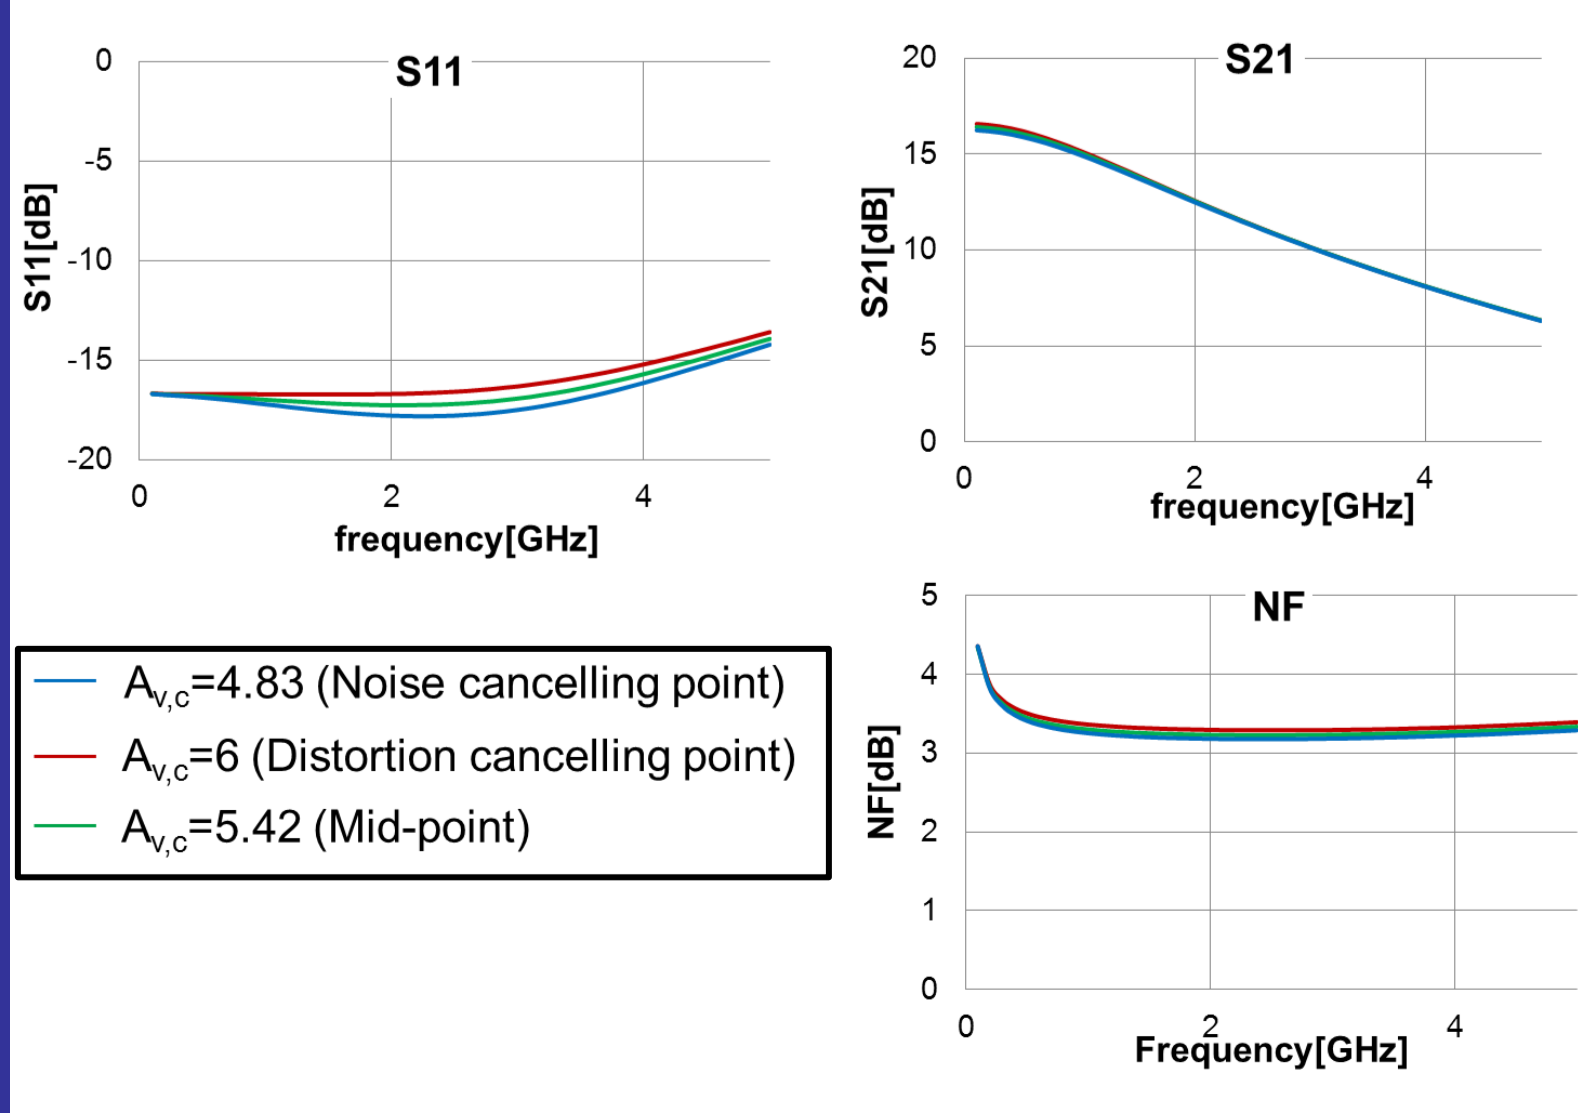 S11
0
-5
-10
-15
-20
S11[dB]
0 2 4
frequency[GHz]
S21
20
15
10
5
0
S21[dB]
0 2 4
frequency[GHz]
Av,c=4.83 (Noise cancelling point)
Av,c=6 (Distortion cancelling point)
Av,c=5.42 (Mid-point)
NF
5
4
3
2
1
0
NF[dB]
0 2 4
Frequency[GHz]